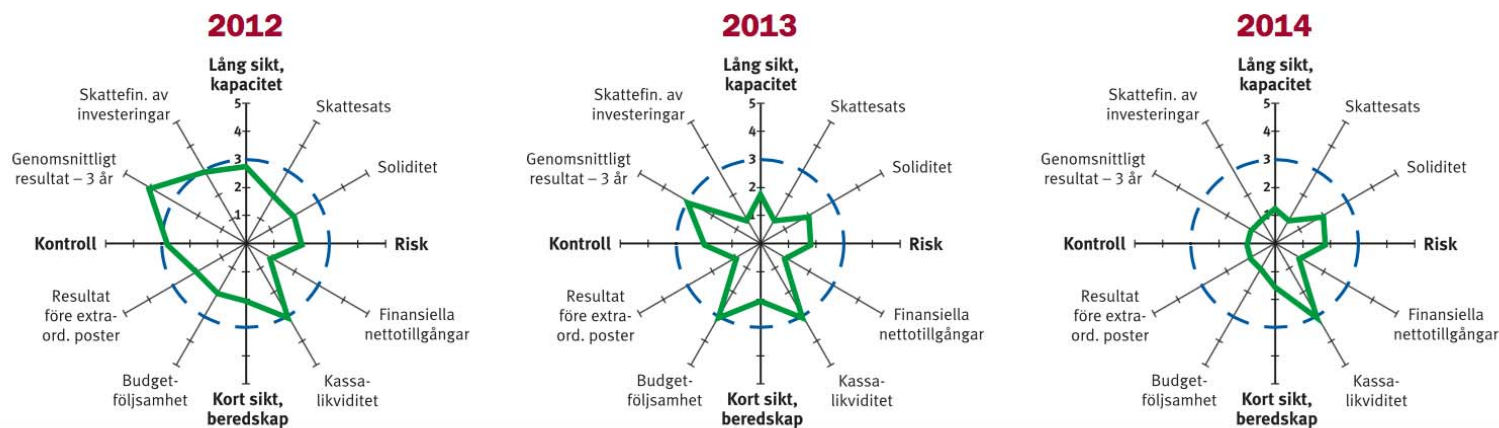 2012
Lång sikt,
kapacitet
Skattefin. av
investeringar
Skattesats
Genomsnittligt
resultat – 3 år
Soliditet
5
4
3
2
1
Kontroll
Risk
Resultat
före extra-
ord. poster
Finansiella
nettotillgångar
Budget-
följsamhet
Kassa-
likviditet
Kort sikt,
beredskap
2013
Lång sikt,
kapacitet
Skattefin. av
investeringar
Skattesats
Genomsnittligt
resultat – 3 år
Soliditet
5
4
3
2
1
Kontroll
Risk
Resultat
före extra-
ord. poster
Finansiella
nettotillgångar
Budget-
följsamhet
Kassa-
likviditet
Kort sikt,
beredskap
2014
Lång sikt,
kapacitet
Skattefin. av
investeringar
Skattesats
Genomsnittligt
resultat – 3 år
Soliditet
5
4
3
2
1
Kontroll
Risk
Resultat
före extra-
ord. poster
Finansiella
nettotillgångar
Budget-
följsamhet
Kassa-
likviditet
Kort sikt,
beredskap